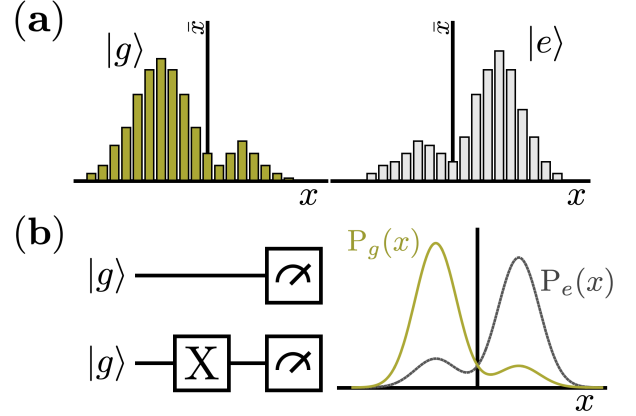 (a)
|g⟩ x̄ x̄ |e⟩
x x
(b)
|g⟩ P_g(x) P_e(x)
|g⟩ X
x